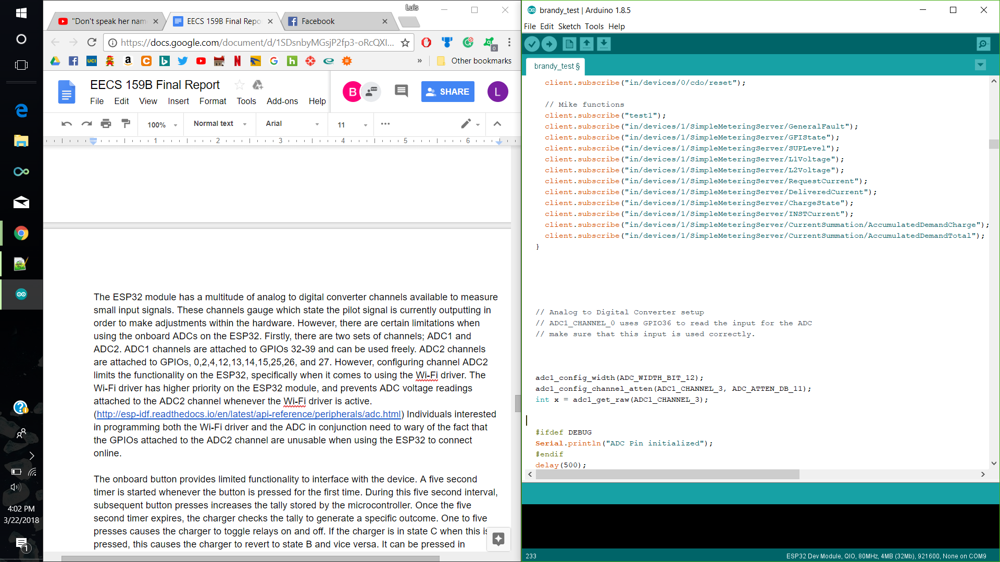 Luis
"Don't speak her nam
EECS 159B Final Repo
Facebook
https://docs.google.com/document/d/1SDsnbyMGsjP2fp3-oRcQXI...
0
UCI
Other bookmarks
EECS 159B Final Report
File Edit View Insert Format Tools Add-ons Help
B
SHARE
L
100% Normal text Arial 11
1 2 3 4 5 6
The ESP32 module has a multitude of analog to digital converter channels available to measure
small input signals. These channels gauge which state the pilot signal is currently outputting in
order to make adjustments within the hardware. However, there are certain limitations when
using the onboard ADCs on the ESP32. Firstly, there are two sets of channels; ADC1 and
ADC2. ADC1 channels are attached to GPIOs 32-39 and can be used freely. ADC2 channels
are attached to GPIOs, 0,2,4,12,13,14,15,25,26, and 27. However, configuring channel ADC2
limits the functionality on the ESP32, specifically when it comes to using the Wi-Fi driver. The
Wi-Fi driver has higher priority on the ESP32 module, and prevents ADC voltage readings
attached to the ADC2 channel whenever the Wi-Fi driver is active.
(http://esp-idf.readthedocs.io/en/latest/api-reference/peripherals/adc.html) Individuals interested
in programming both the Wi-Fi driver and the ADC in conjunction need to wary of the fact that
the GPIOs attached to the ADC2 channel are unusable when using the ESP32 to connect
online.
The onboard button provides limited functionality to interface with the device. A five second
timer is started whenever the button is pressed for the first time. During this five second interval,
subsequent button presses increases the tally stored by the microcontroller. Once the five
second timer expires, the charger checks the tally to generate a specific outcome. One to five
presses causes the charger to toggle relays on and off. If the charger is in state C when this is
pressed, this causes the charger to revert to state B and vice versa. It can be pressed in
4:02 PM
3/22/2018
1
brandy_test | Arduino 1.8.5
File Edit Sketch Tools Help
brandy_test §
client.subscribe("in/devices/0/cdo/reset");
// Mike functions
client.subscribe("test1");
client.subscribe("in/devices/1/SimpleMeteringServer/GeneralFault");
client.subscribe("in/devices/1/SimpleMeteringServer/GFIState");
client.subscribe("in/devices/1/SimpleMeteringServer/SUPLevel");
client.subscribe("in/devices/1/SimpleMeteringServer/L1Voltage");
client.subscribe("in/devices/1/SimpleMeteringServer/L2Voltage");
client.subscribe("in/devices/1/SimpleMeteringServer/RequestCurrent");
client.subscribe("in/devices/1/SimpleMeteringServer/DeliveredCurrent");
client.subscribe("in/devices/1/SimpleMeteringServer/ChargeState");
client.subscribe("in/devices/1/SimpleMeteringServer/INSTCurrent");
client.subscribe("in/devices/1/SimpleMeteringServer/CurrentSummation/AccumulatedDemandCharge");
client.subscribe("in/devices/1/SimpleMeteringServer/CurrentSummation/AccumulatedDemandTotal");
}
// Analog to Digital Converter setup
// ADC1_CHANNEL_0 uses GPIO36 to read the input for the ADC
// make sure that this input is used correctly.
adc1_config_width(ADC_WIDTH_BIT_12);
adc1_config_channel_atten(ADC1_CHANNEL_3, ADC_ATTEN_DB_11);
int x = adc1_get_raw(ADC1_CHANNEL_3);
#ifdef DEBUG
Serial.println("ADC Pin initialized");
#endif
delay(500);
233
ESP32 Dev Module, QIO, 80MHz, 4MB (32Mb), 921600, None on COM9